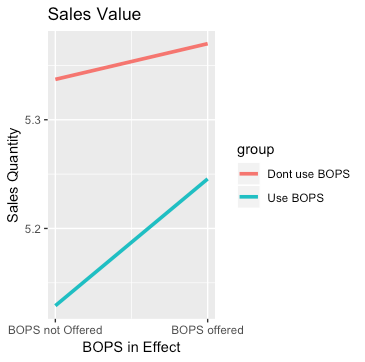 Sales Value
Sales Quantity
5.3
5.2
BOPS not Offered
BOPS offered
BOPS in Effect
group
Dont use BOPS
Use BOPS